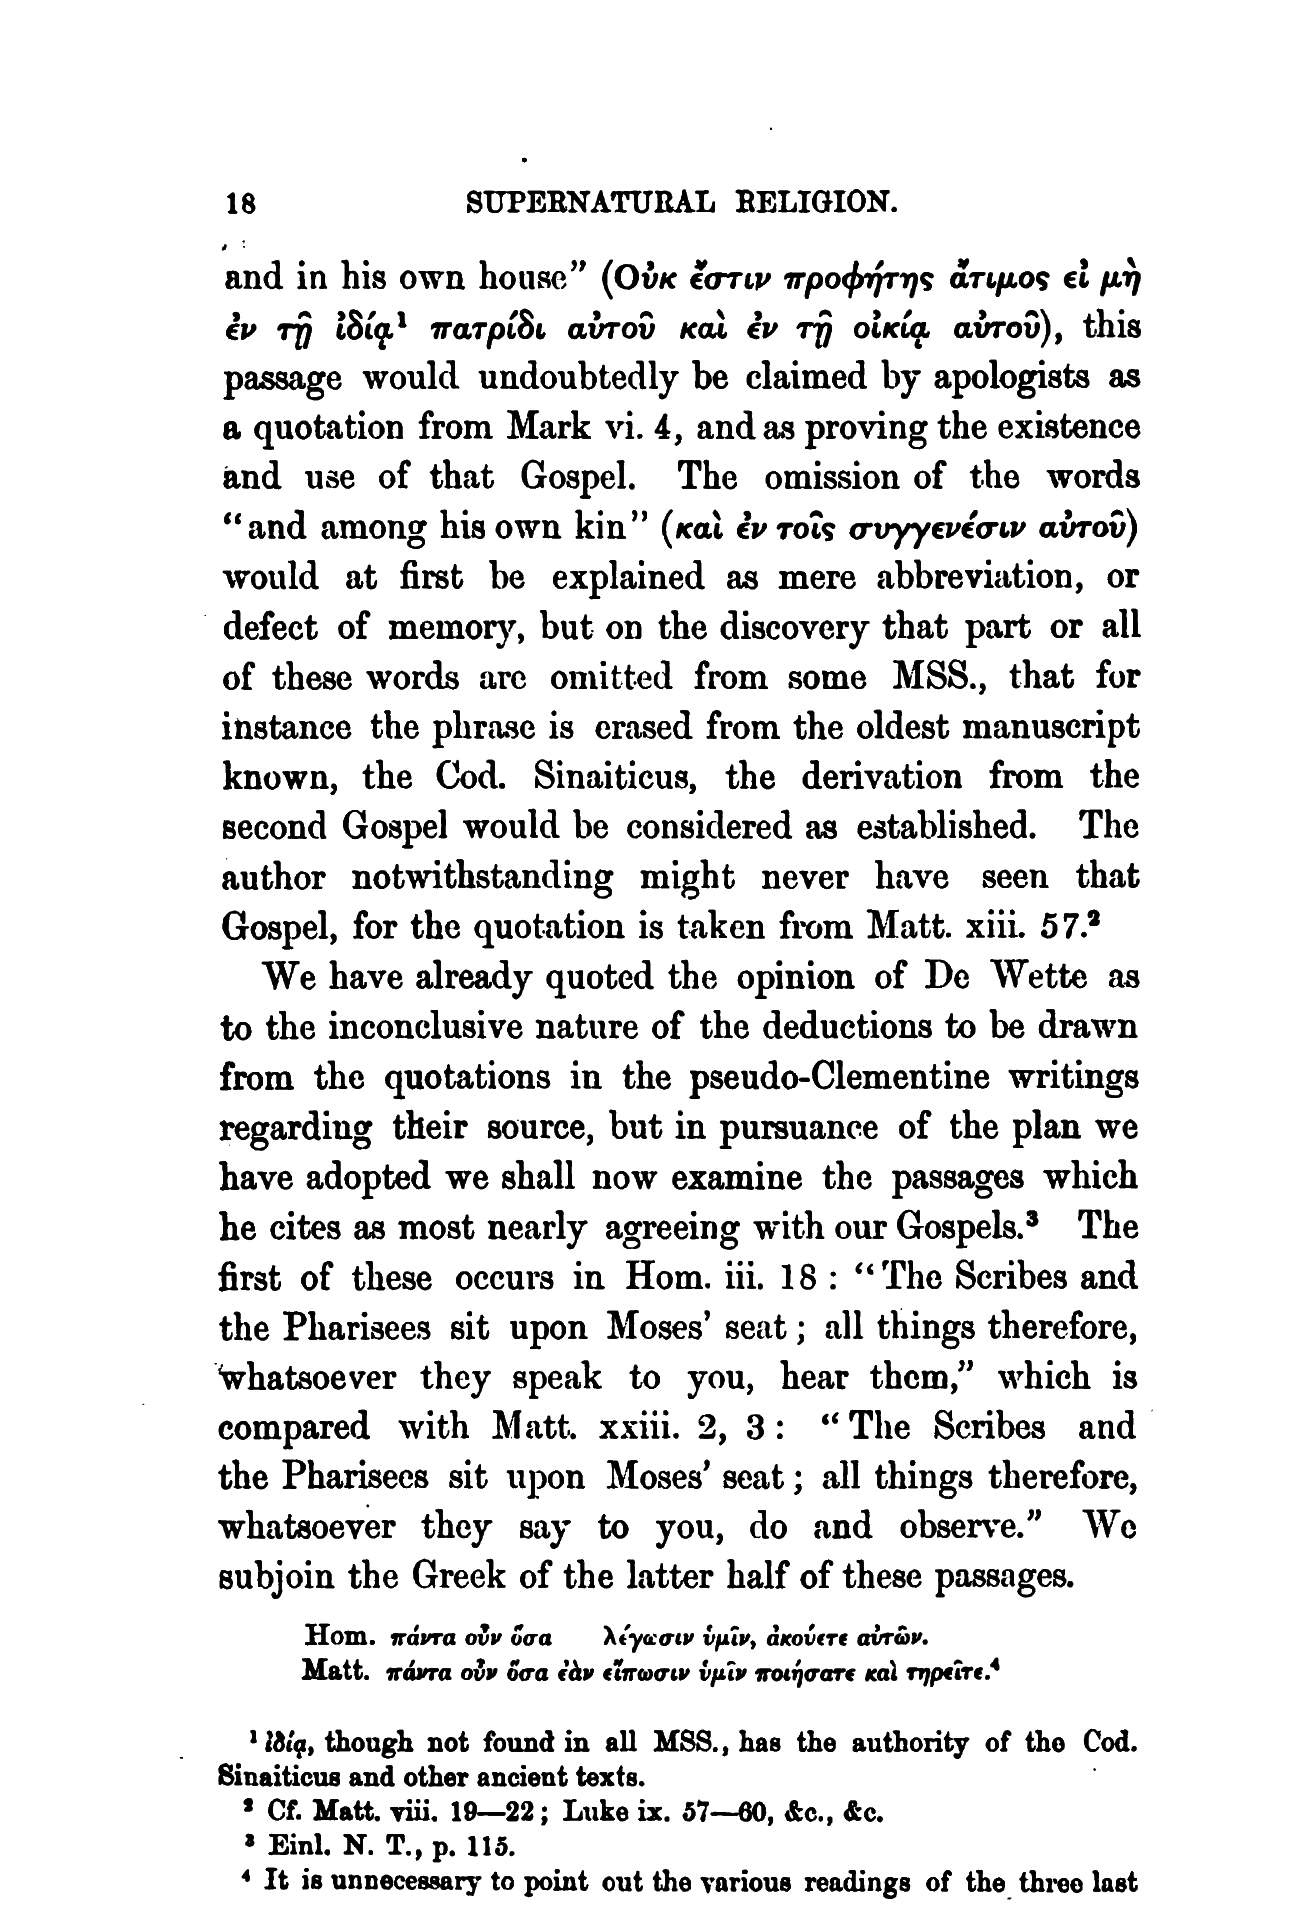 18 SUPERNATURAL RELIGION.
and in his own house” (Οὐκ ἔστιν προφήτης ἄτιμος εἰ μὴ
ἐν τῇ ἰδίᾳ¹ πατρίδι αὐτοῦ καὶ ἐν τῇ οἰκίᾳ αὐτοῦ), this
passage would undoubtedly be claimed by apologists as
a quotation from Mark vi. 4, and as proving the existence
and use of that Gospel. The omission of the words
“and among his own kin” (καὶ ἐν τοῖς συγγενέσιν αὐτοῦ)
would at first be explained as mere abbreviation, or
defect of memory, but on the discovery that part or all
of these words are omitted from some MSS., that for
instance the phrase is erased from the oldest manuscript
known, the Cod. Sinaiticus, the derivation from the
second Gospel would be considered as established. The
author notwithstanding might never have seen that
Gospel, for the quotation is taken from Matt. xiii. 57.²
We have already quoted the opinion of De Wette as
to the inconclusive nature of the deductions to be drawn
from the quotations in the pseudo-Clementine writings
regarding their source, but in pursuance of the plan we
have adopted we shall now examine the passages which
he cites as most nearly agreeing with our Gospels.³ The
first of these occurs in Hom. iii. 18 : “The Scribes and
the Pharisees sit upon Moses’ seat ; all things therefore,
whatsoever they speak to you, hear them,” which is
compared with Matt. xxiii. 2, 3 : “The Scribes and
the Pharisees sit upon Moses’ seat ; all things therefore,
whatsoever they say to you, do and observe.” We
subjoin the Greek of the latter half of these passages.
Hom. πάντα οὖν ὅσα λέγωσιν ὑμῖν, ἀκούετε αὐτῶν.
Matt. πάντα οὖν ὅσα ἐὰν εἴπωσιν ὑμῖν ποιήσατε καὶ τηρεῖτε.⁴
¹ ἰδίᾳ, though not found in all MSS., has the authority of the Cod.
Sinaiticus and other ancient texts.
² Cf. Matt. viii. 19—22 ; Luke ix. 57—60, &c., &c.
³ Einl. N. T., p. 115.
⁴ It is unnecessary to point out the various readings of the three last